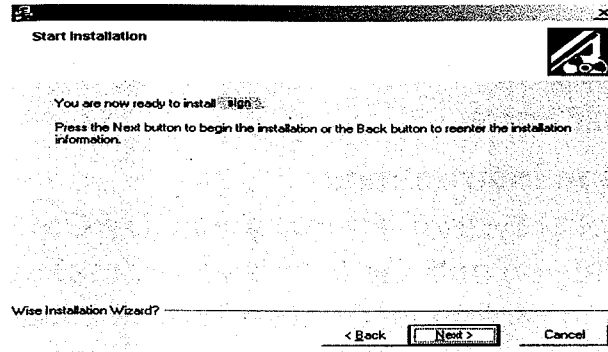 Start Installation
You are now ready to install sign.
Press the Next button to begin the installation or the Back button to reenter the installation
information.
Wise Installation Wizard?
< Back
Next >
Cancel